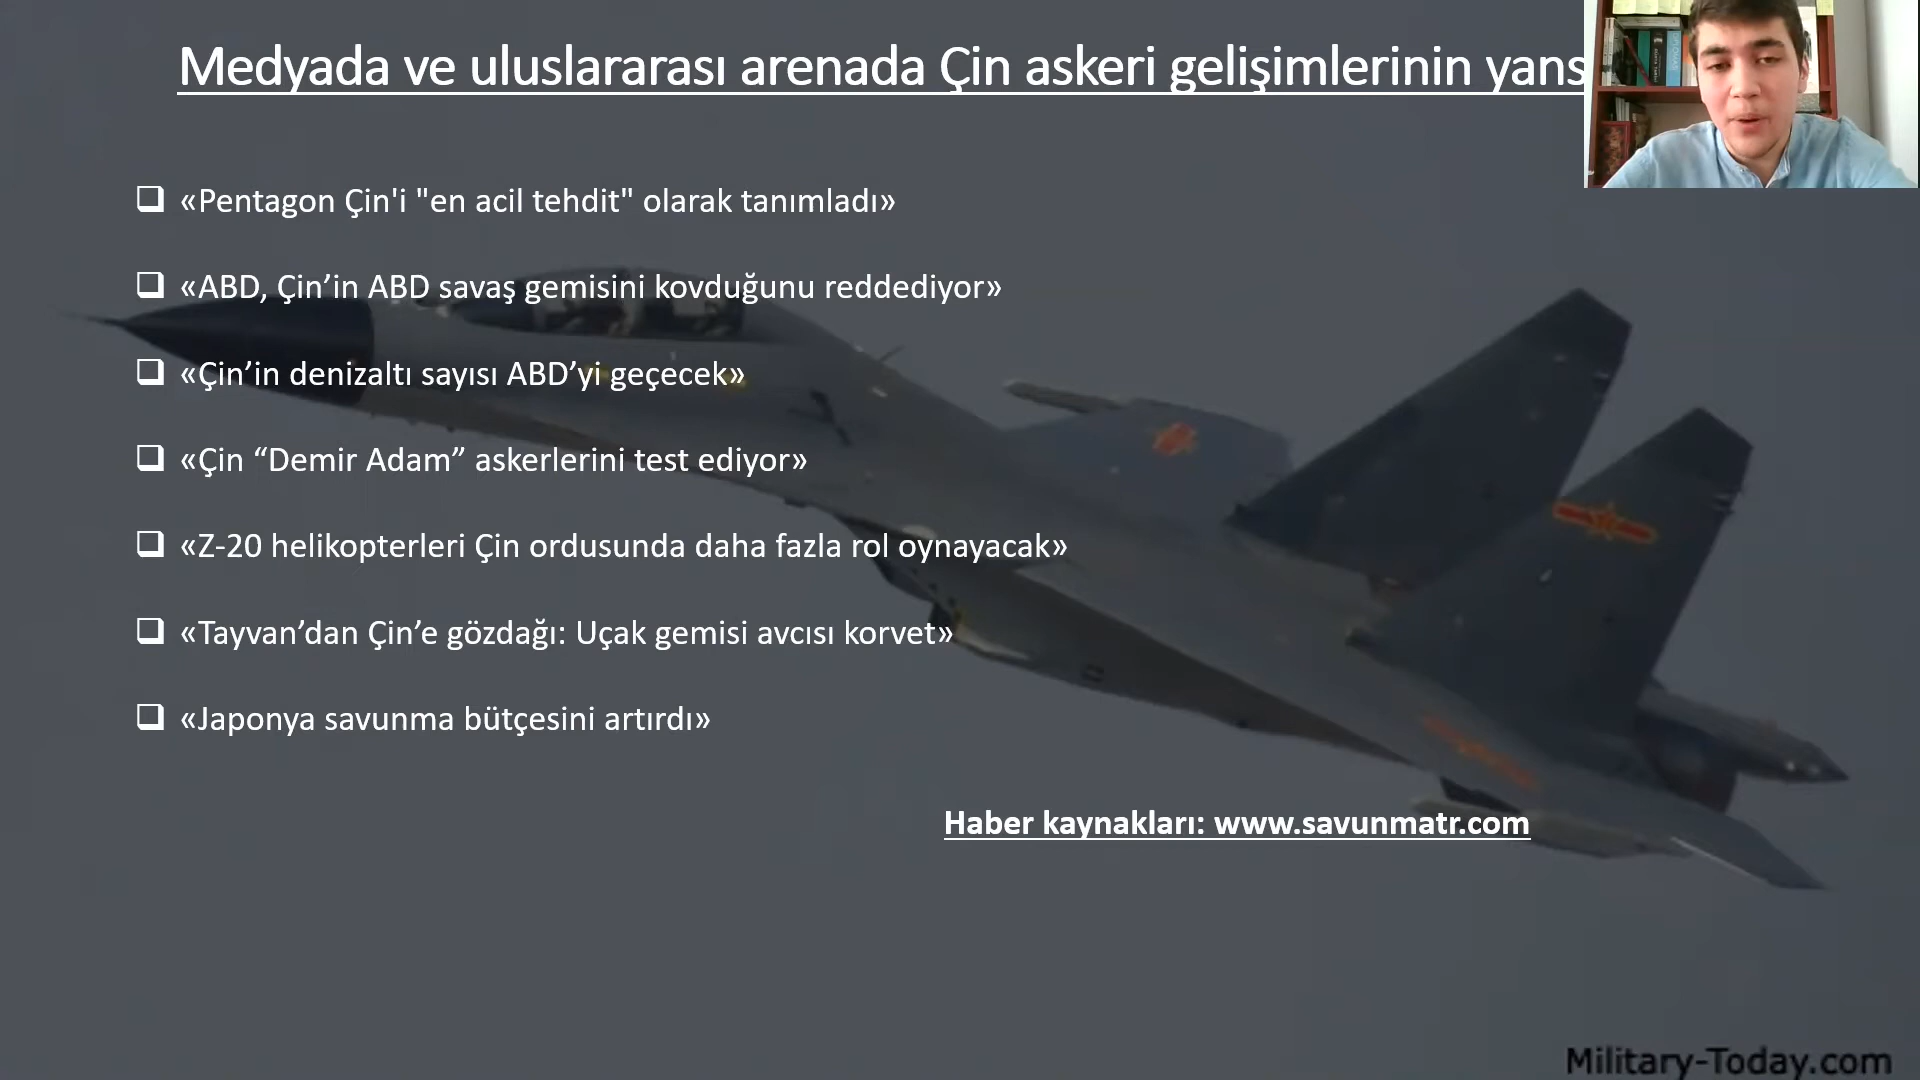 Medyada ve uluslararası arenada Çin askeri gelişimlerinin yans
«Pentagon Çin'i "en acil tehdit" olarak tanımladı»
«ABD, Çin’in ABD savaş gemisini kovduğunu reddediyor»
«Çin’in denizaltı sayısı ABD’yi geçecek»
«Çin “Demir Adam” askerlerini test ediyor»
«Z-20 helikopterleri Çin ordusunda daha fazla rol oynayacak»
«Tayvan’dan Çin’e gözdağı: Uçak gemisi avcısı korvet»
«Japonya savunma bütçesini artırdı»
Haber kaynakları: www.savunmatr.com
Military-Today.com